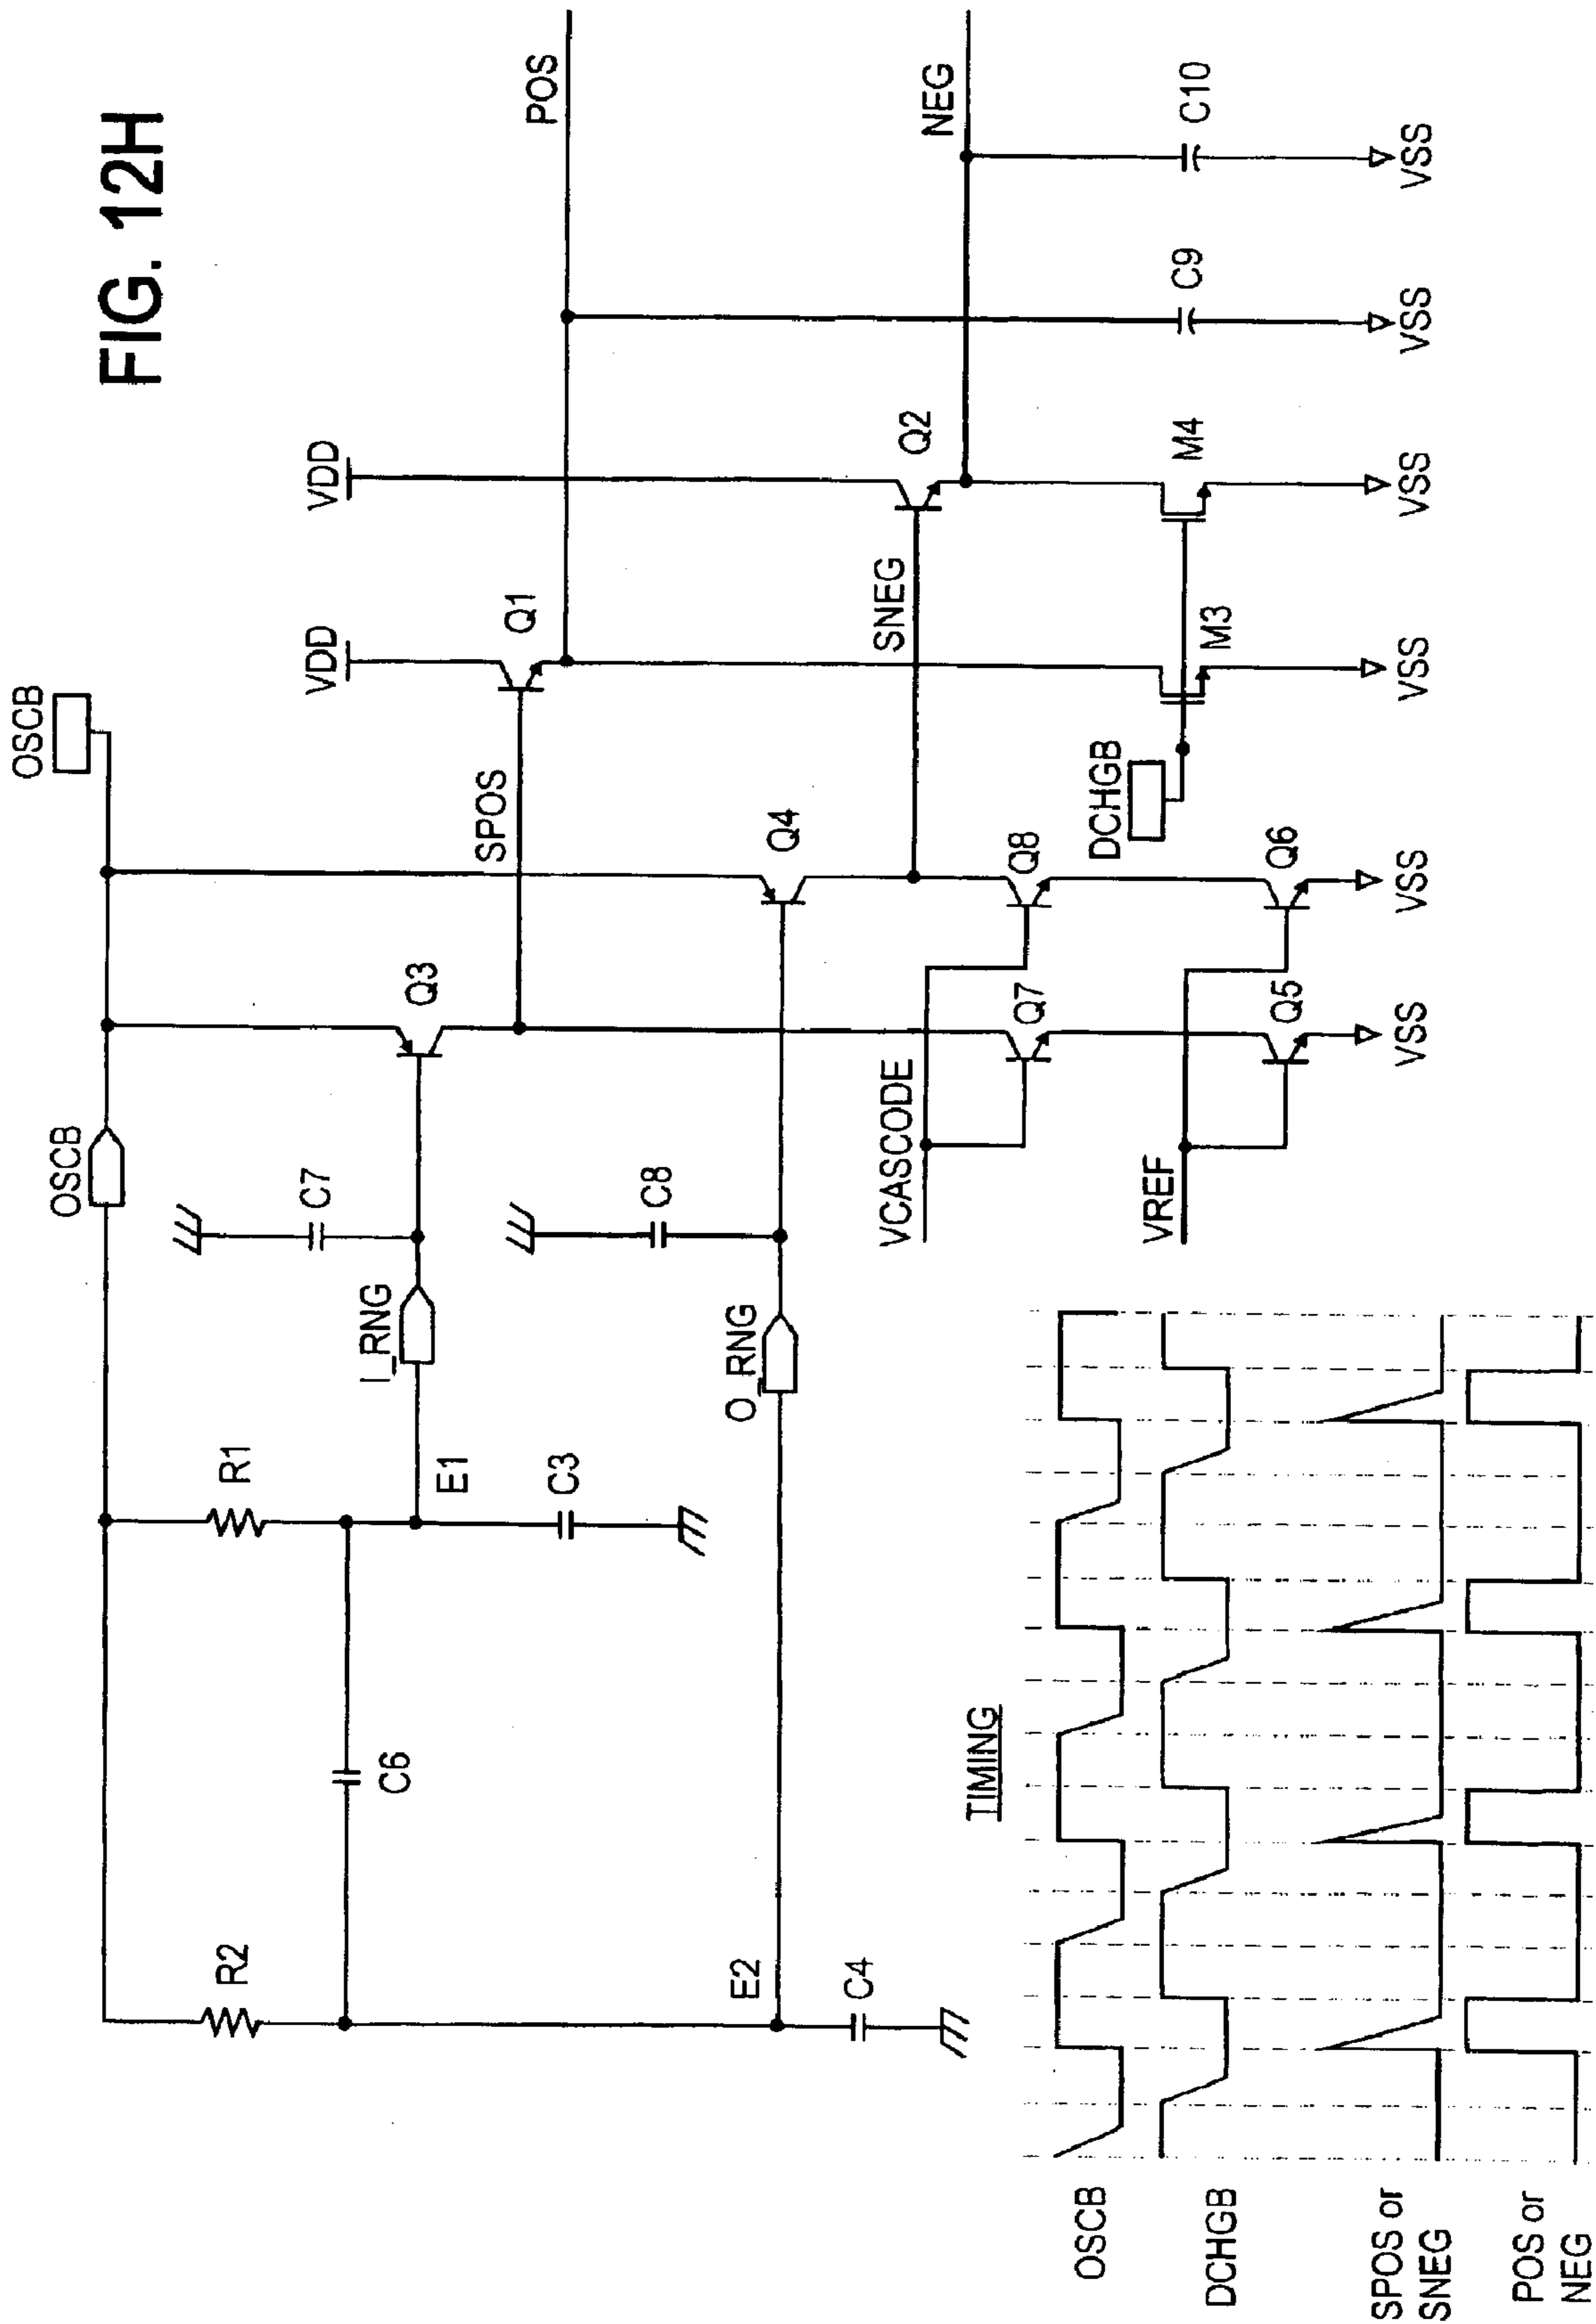 FIG. 12H
OSCB
OSCB
VDD
VDD
POS
NEG
R2
R1
C6
E1
C3
E2
C4
I_RNG
O_RNG
C7
C8
Q3
Q4
SPOS
SNEG
Q1
Q2
VCASCODE
VREF
Q7
Q8
Q5
Q6
DCHGB
M3
M4
C9
C10
VSS
VSS
VSS
VSS
VSS
VSS
TIMING
OSCB
DCHGB
SPOS or
SNEG
POS or
NEG